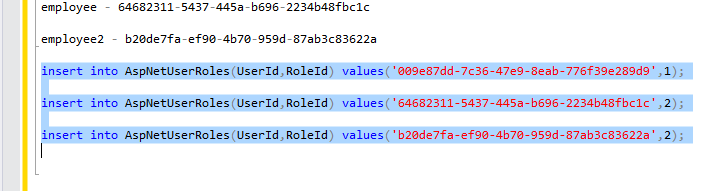 employee - 64682311-5437-445a-b696-2234b48fbc1c
employee2 - b20de7fa-ef90-4b70-959d-87ab3c83622a
insert into AspNetUserRoles(UserId,RoleId) values('009e87dd-7c36-47e9-8eab-776f39e289d9',1);
insert into AspNetUserRoles(UserId,RoleId) values('64682311-5437-445a-b696-2234b48fbc1c',2);
insert into AspNetUserRoles(UserId,RoleId) values('b20de7fa-ef90-4b70-959d-87ab3c83622a',2);